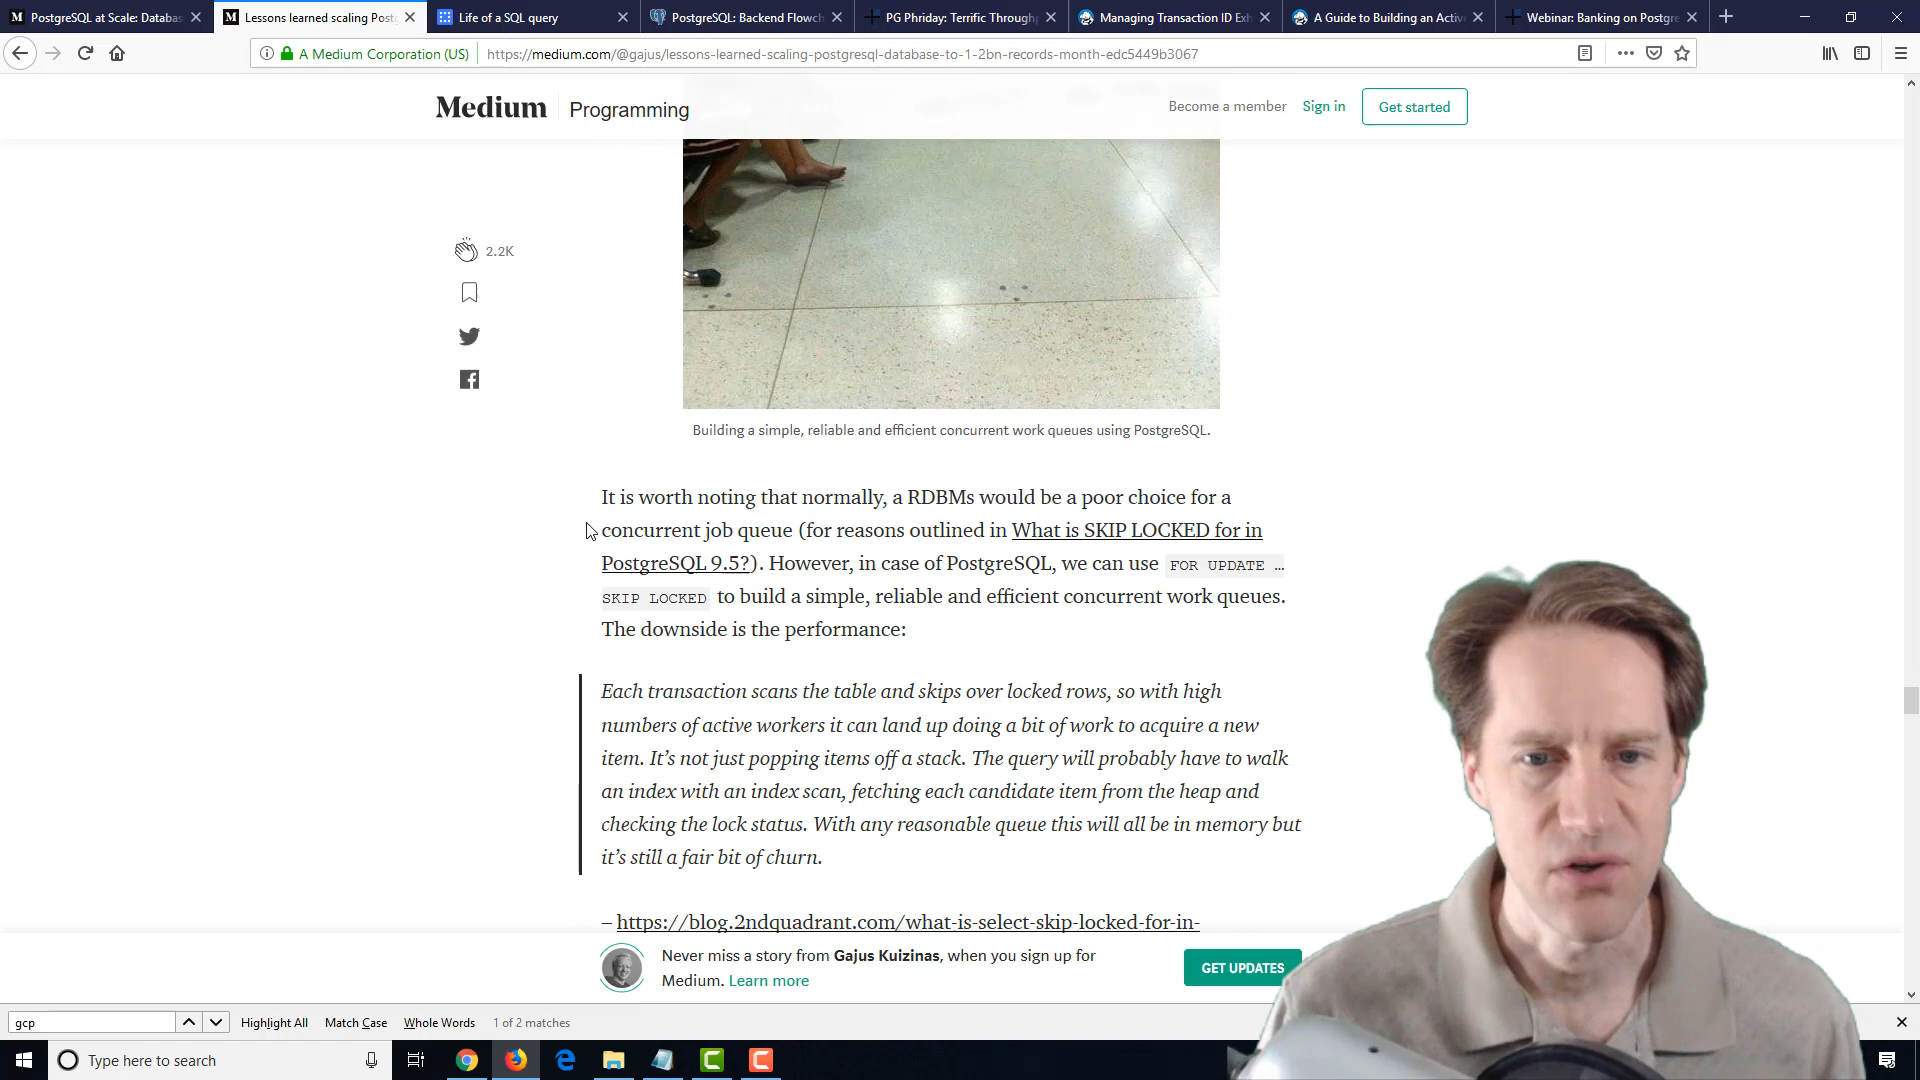 PostgreSQL at Scale: Databas
Lessons learned scaling Post
Life of a SQL query
PostgreSQL: Backend Flowch
PG Phriday: Terrific Throughp
Managing Transaction ID Exh
A Guide to Building an Activ
Webinar: Banking on Postgre
A Medium Corporation (US)
https://medium.com/@gajus/lessons-learned-scaling-postgresql-database-to-1-2bn-records-month-edc5449b3067
Medium
Programming
Become a member
Sign in
Get started
2.2K
Building a simple, reliable and efficient concurrent work queues using PostgreSQL.
It is worth noting that normally, a RDBMs would be a poor choice for a
concurrent job queue (for reasons outlined in What is SKIP LOCKED for in
PostgreSQL 9.5?). However, in case of PostgreSQL, we can use FOR UPDATE …
SKIP LOCKED to build a simple, reliable and efficient concurrent work queues.
The downside is the performance:
Each transaction scans the table and skips over locked rows, so with high
numbers of active workers it can land up doing a bit of work to acquire a new
item. It’s not just popping items off a stack. The query will probably have to walk
an index with an index scan, fetching each candidate item from the heap and
checking the lock status. With any reasonable queue this will all be in memory but
it’s still a fair bit of churn.
– https://blog.2ndquadrant.com/what-is-select-skip-locked-for-in-
Never miss a story from Gajus Kuizinas, when you sign up for
Medium. Learn more
GET UPDATES
gcp
Highlight All
Match Case
Whole Words
1 of 2 matches
Type here to search